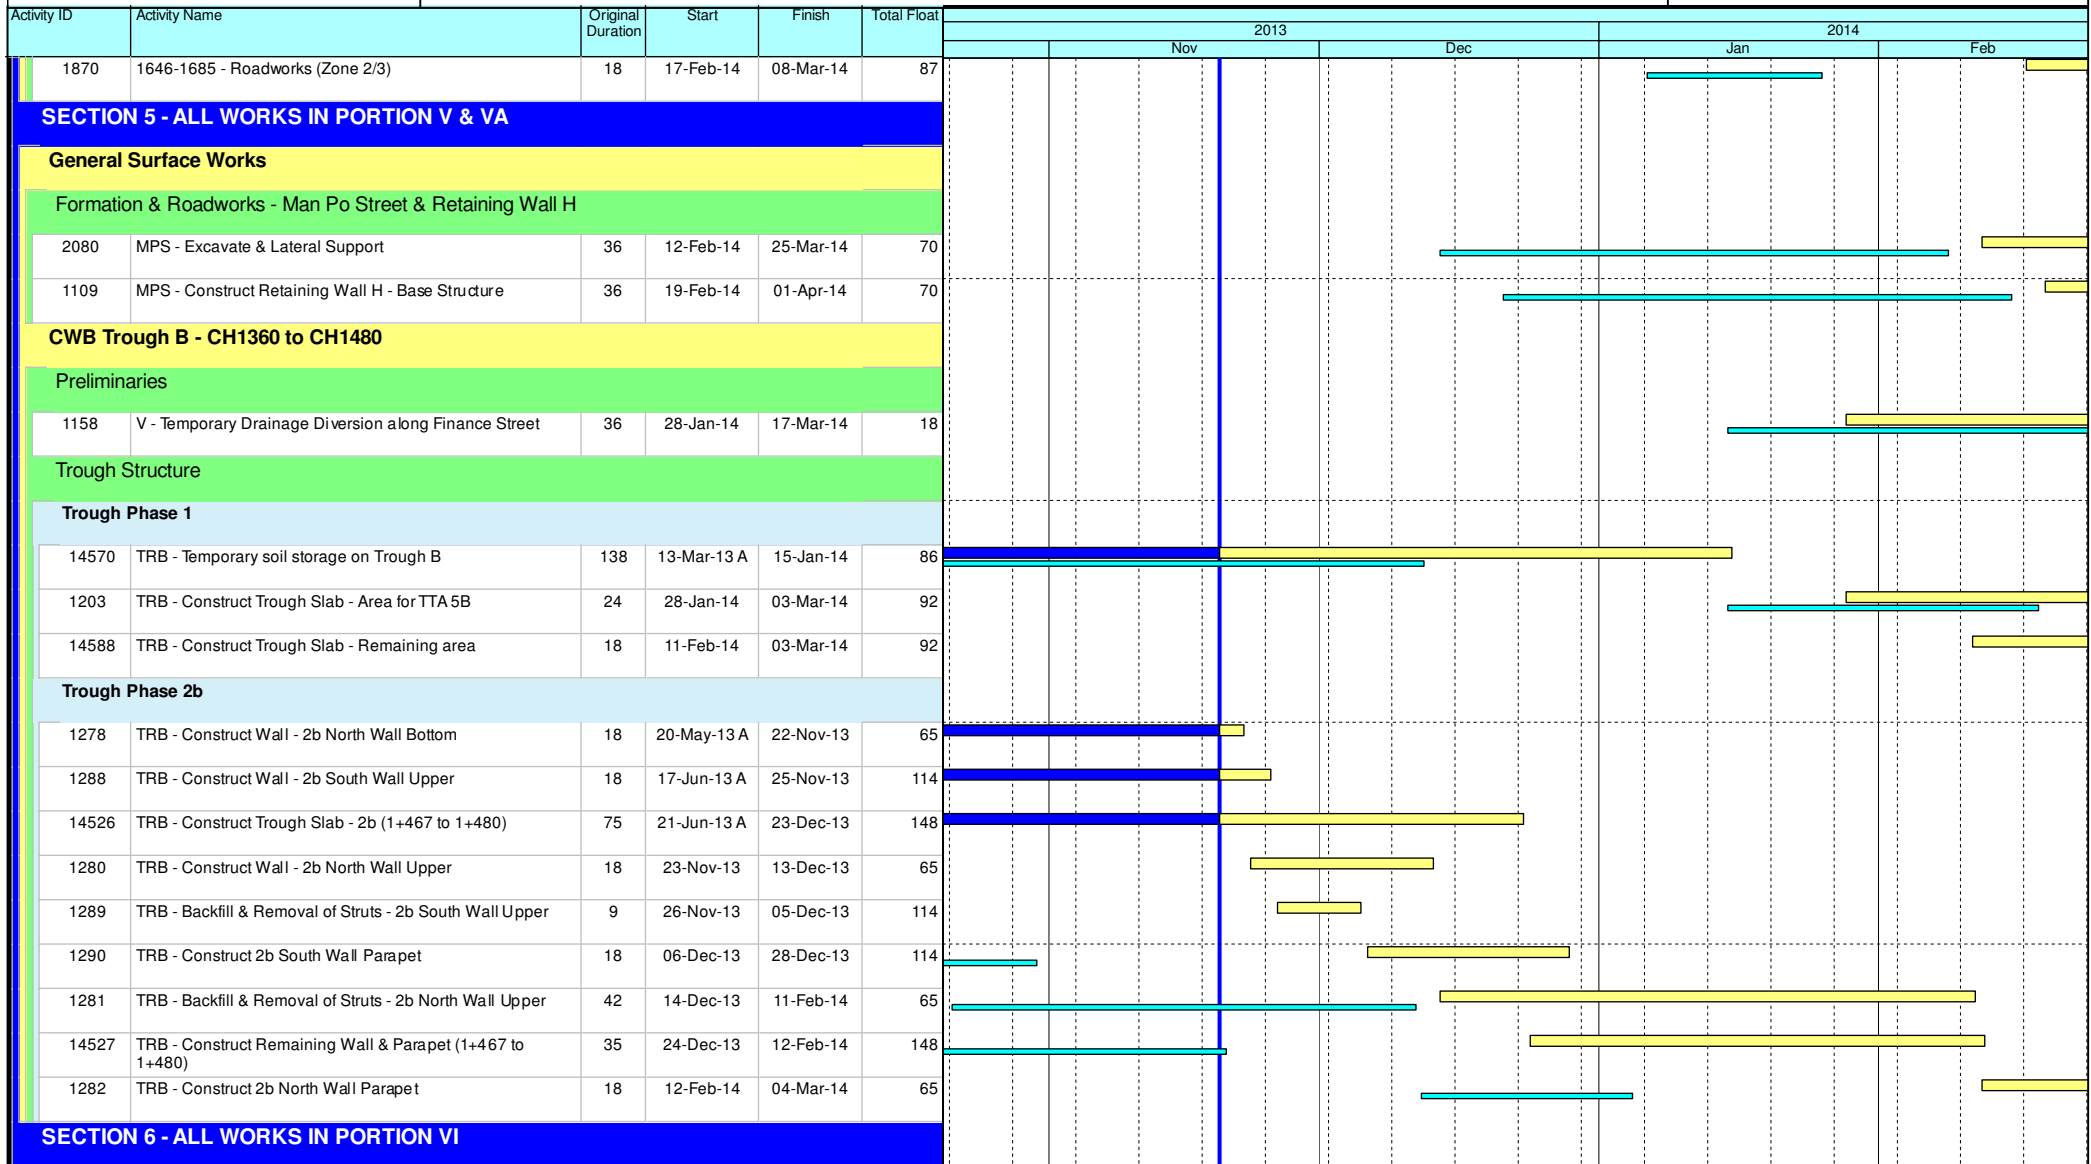 Activity ID Activity Name Original Duration Start Finish Total Float
2013 2014
Nov Dec Jan Feb
1870 1646-1685 - Roadworks (Zone 2/3) 18 17-Feb-14 08-Mar-14 87
SECTION 5 - ALL WORKS IN PORTION V & VA
General Surface Works
Formation & Roadworks - Man Po Street & Retaining Wall H
2080 MPS - Excavate & Lateral Support 36 12-Feb-14 25-Mar-14 70
1109 MPS - Construct Retaining Wall H - Base Structure 36 19-Feb-14 01-Apr-14 70
CWB Trough B - CH1360 to CH1480
Preliminaries
1158 V - Temporary Drainage Diversion along Finance Street 36 28-Jan-14 17-Mar-14 18
Trough Structure
Trough Phase 1
14570 TRB - Temporary soil storage on Trough B 138 13-Mar-13 A 15-Jan-14 86
1203 TRB - Construct Trough Slab - Area for TTA 5B 24 28-Jan-14 03-Mar-14 92
14588 TRB - Construct Trough Slab - Remaining area 18 11-Feb-14 03-Mar-14 92
Trough Phase 2b
1278 TRB - Construct Wall - 2b North Wall Bottom 18 20-May-13 A 22-Nov-13 65
1288 TRB - Construct Wall - 2b South Wall Upper 18 17-Jun-13 A 25-Nov-13 114
14526 TRB - Construct Trough Slab - 2b (1+467 to 1+480) 75 21-Jun-13 A 23-Dec-13 148
1280 TRB - Construct Wall - 2b North Wall Upper 18 23-Nov-13 13-Dec-13 65
1289 TRB - Backfill & Removal of Struts - 2b South Wall Upper 9 26-Nov-13 05-Dec-13 114
1290 TRB - Construct 2b South Wall Parapet 18 06-Dec-13 28-Dec-13 114
1281 TRB - Backfill & Removal of Struts - 2b North Wall Upper 42 14-Dec-13 11-Feb-14 65
14527 TRB - Construct Remaining Wall & Parapet (1+467 to 35 24-Dec-13 12-Feb-14 148
1+480)
1282 TRB - Construct 2b North Wall Parapet 18 12-Feb-14 04-Mar-14 65
SECTION 6 - ALL WORKS IN PORTION VI